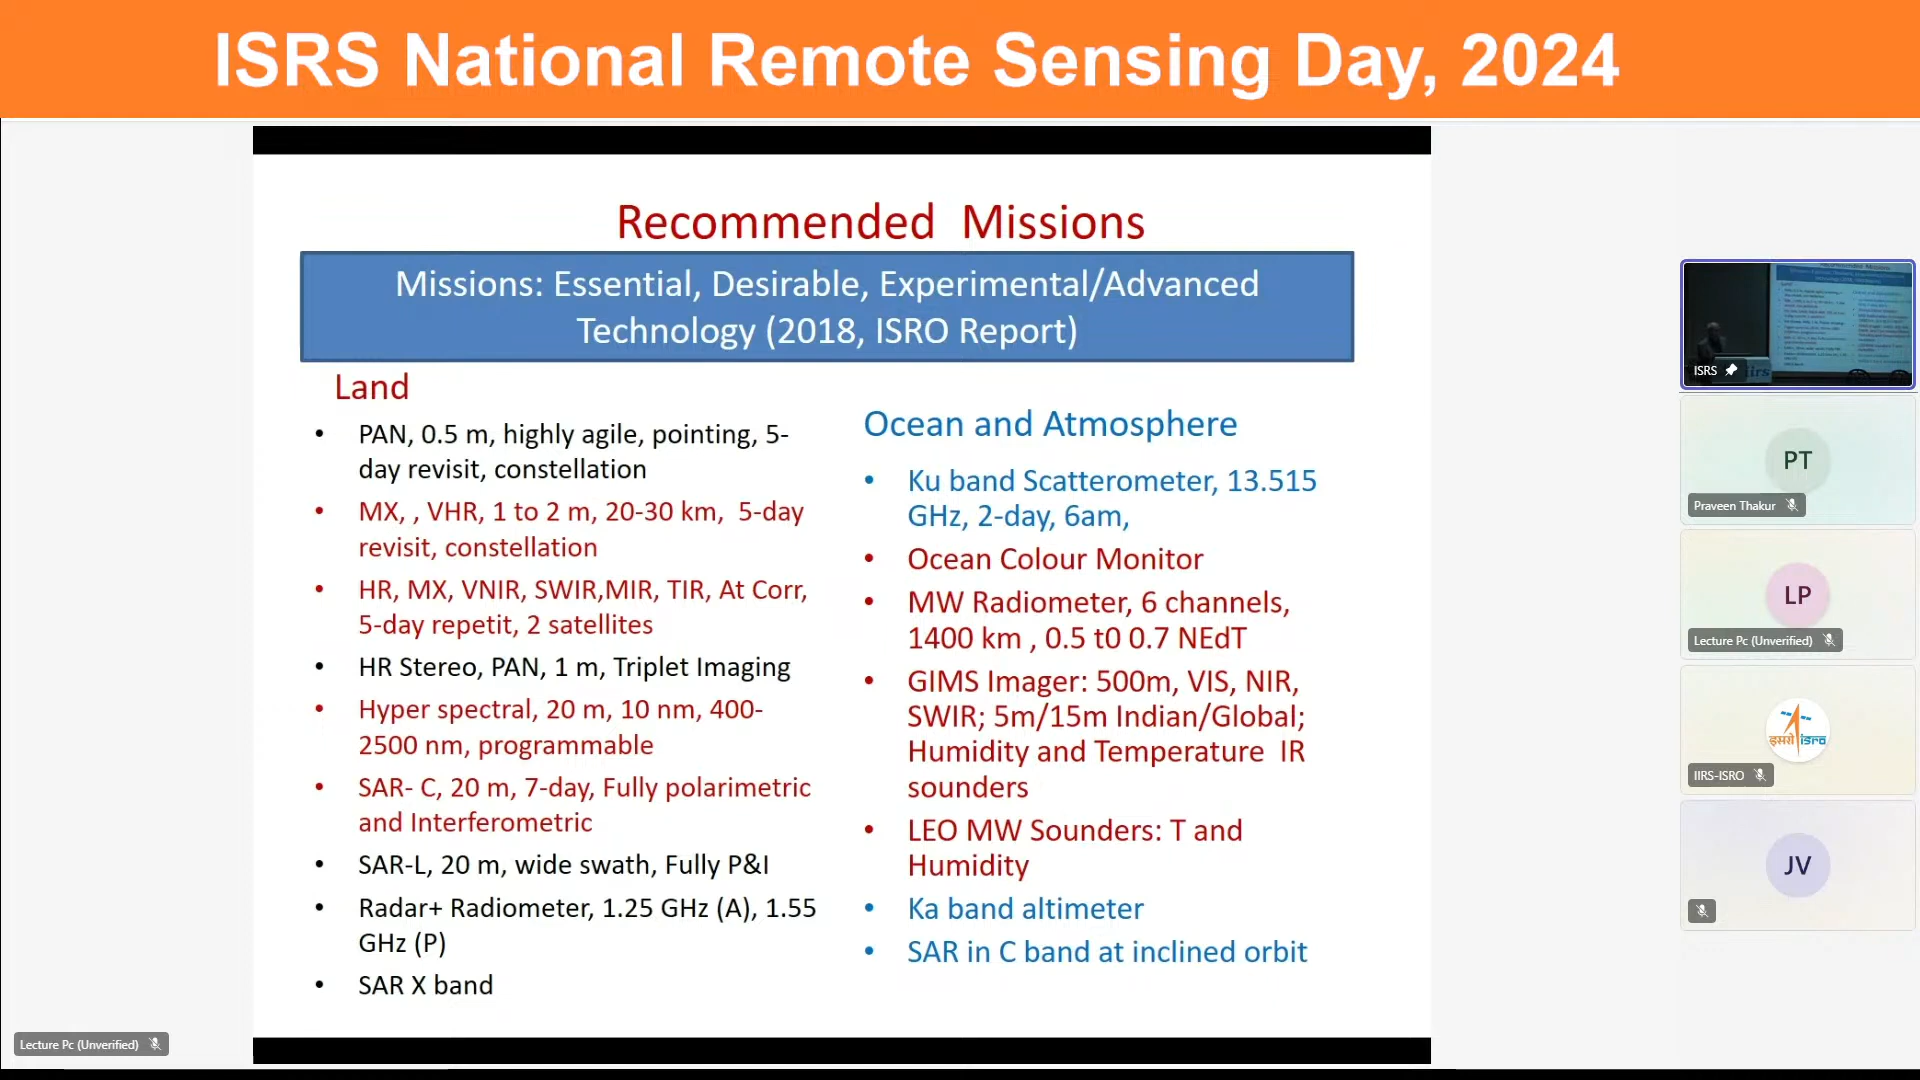 ISRS National Remote Sensing Day, 2024
Recommended Missions
Missions: Essential, Desirable, Experimental/Advanced
Technology (2018, ISRO Report)
Land
• PAN, 0.5 m, highly agile, pointing, 5-
day revisit, constellation
• MX, , VHR, 1 to 2 m, 20-30 km, 5-day
revisit, constellation
• HR, MX, VNIR, SWIR,MIR, TIR, At Corr,
5-day repetit, 2 satellites
• HR Stereo, PAN, 1 m, Triplet Imaging
• Hyper spectral, 20 m, 10 nm, 400-
2500 nm, programmable
• SAR- C, 20 m, 7-day, Fully polarimetric
and Interferometric
• SAR-L, 20 m, wide swath, Fully P&I
• Radar+ Radiometer, 1.25 GHz (A), 1.55
GHz (P)
• SAR X band
Ocean and Atmosphere
• Ku band Scatterometer, 13.515
GHz, 2-day, 6am,
• Ocean Colour Monitor
• MW Radiometer, 6 channels,
1400 km , 0.5 t0 0.7 NEdT
• GIMS Imager: 500m, VIS, NIR,
SWIR; 5m/15m Indian/Global;
Humidity and Temperature IR
sounders
• LEO MW Sounders: T and
Humidity
• Ka band altimeter
• SAR in C band at inclined orbit
ISRS
PT
Praveen Thakur
LP
Lecture Pc (Unverified)
इसरो isro
IIRS-ISRO
JV
Lecture Pc (Unverified)